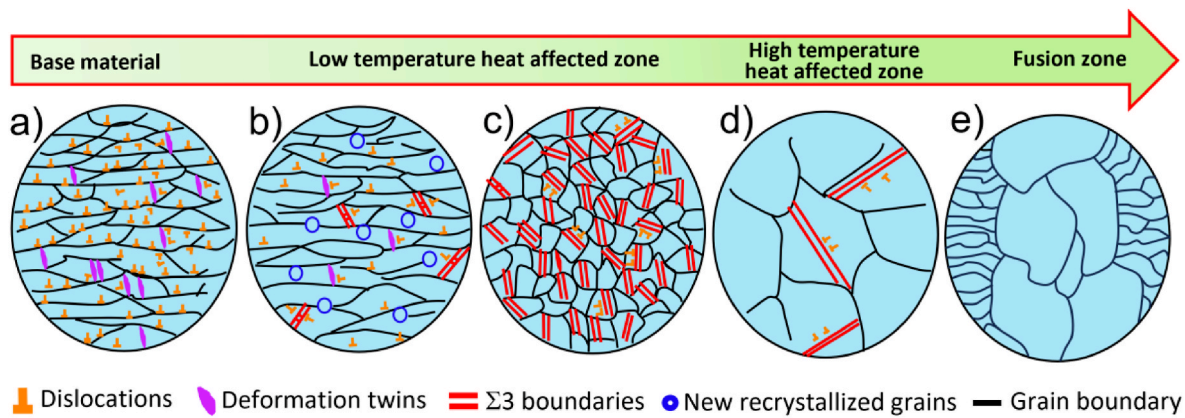 Base material
Low temperature heat affected zone
High temperature
heat affected zone
Fusion zone
a)
b)
c)
d)
e)
Dislocations
Deformation twins
Σ3 boundaries
New recrystallized grains
Grain boundary